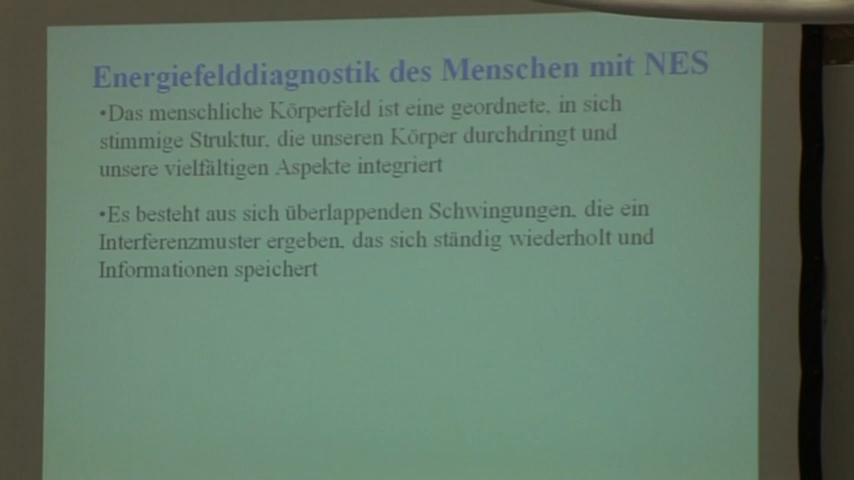 Energiefelddiagnostik des Menschen mit NES
•Das menschliche Körperfeld ist eine geordnete, in sich
stimmige Struktur, die unseren Körper durchdringt und
unsere vielfältigen Aspekte integriert
•Es besteht aus sich überlappenden Schwingungen, die ein
Interferenzmuster ergeben, das sich ständig wiederholt und
Informationen speichert